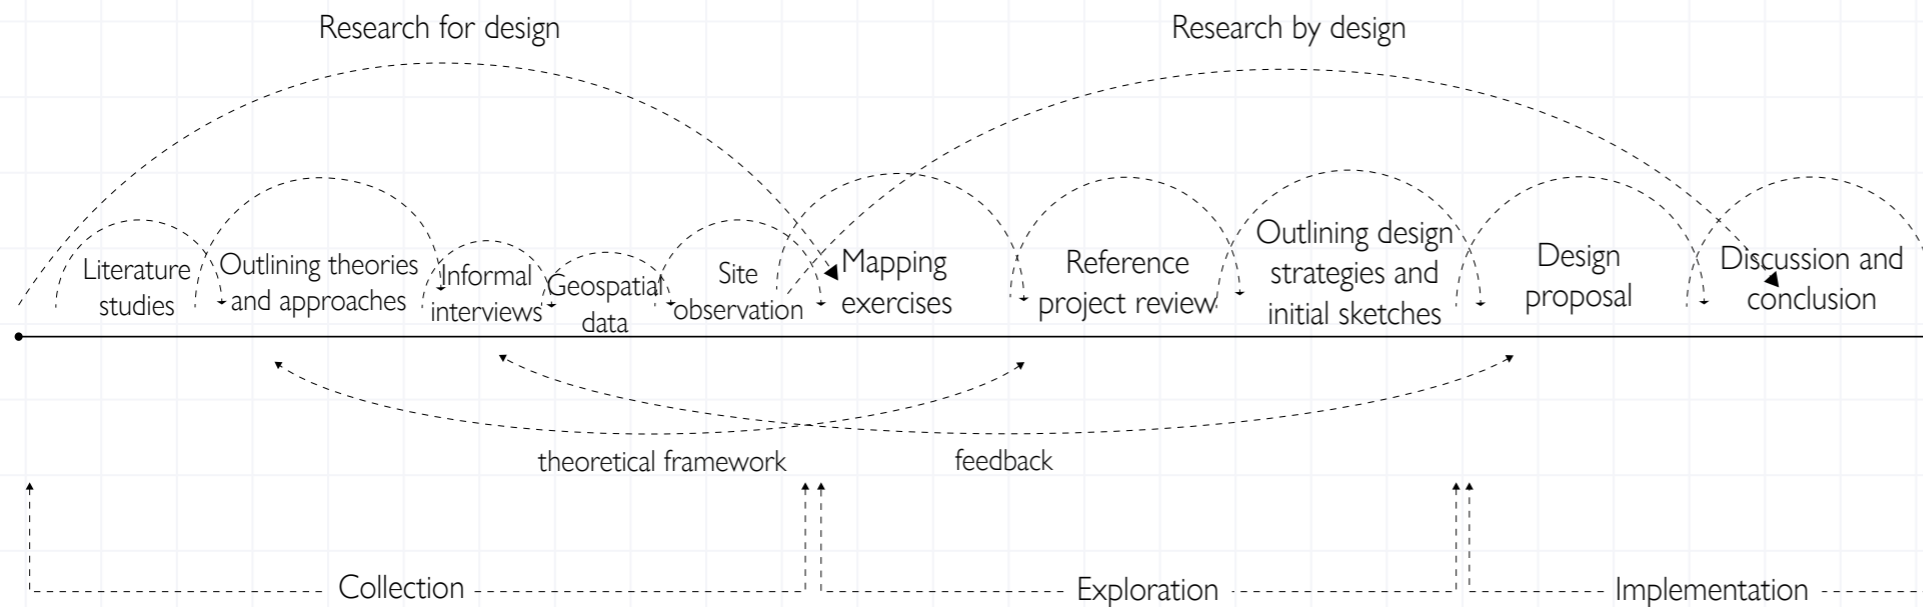 Research for design
Research by design
Literature
studies
Outlining theories
and approaches
Informal
interviews
Geospatial
data
Site
observation
Mapping
exercises
Reference
project review
Outlining design
strategies and
initial sketches
Design
proposal
Discussion and
conclusion
theoretical framework
feedback
Collection
Exploration
Implementation